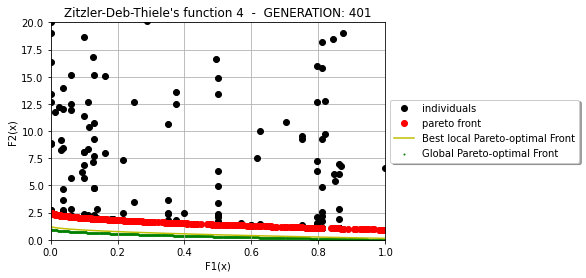 Zitzler-Deb-Thiele's function 4 - GENERATION: 401
20.0
17.5
15.0
12.5
10.0
7.5
5.0
2.5
0.0
F2(x)
0.0 0.2 0.4 0.6 0.8 1.0
F1(x)
individuals
pareto front
Best local Pareto-optimal Front
Global Pareto-optimal Front